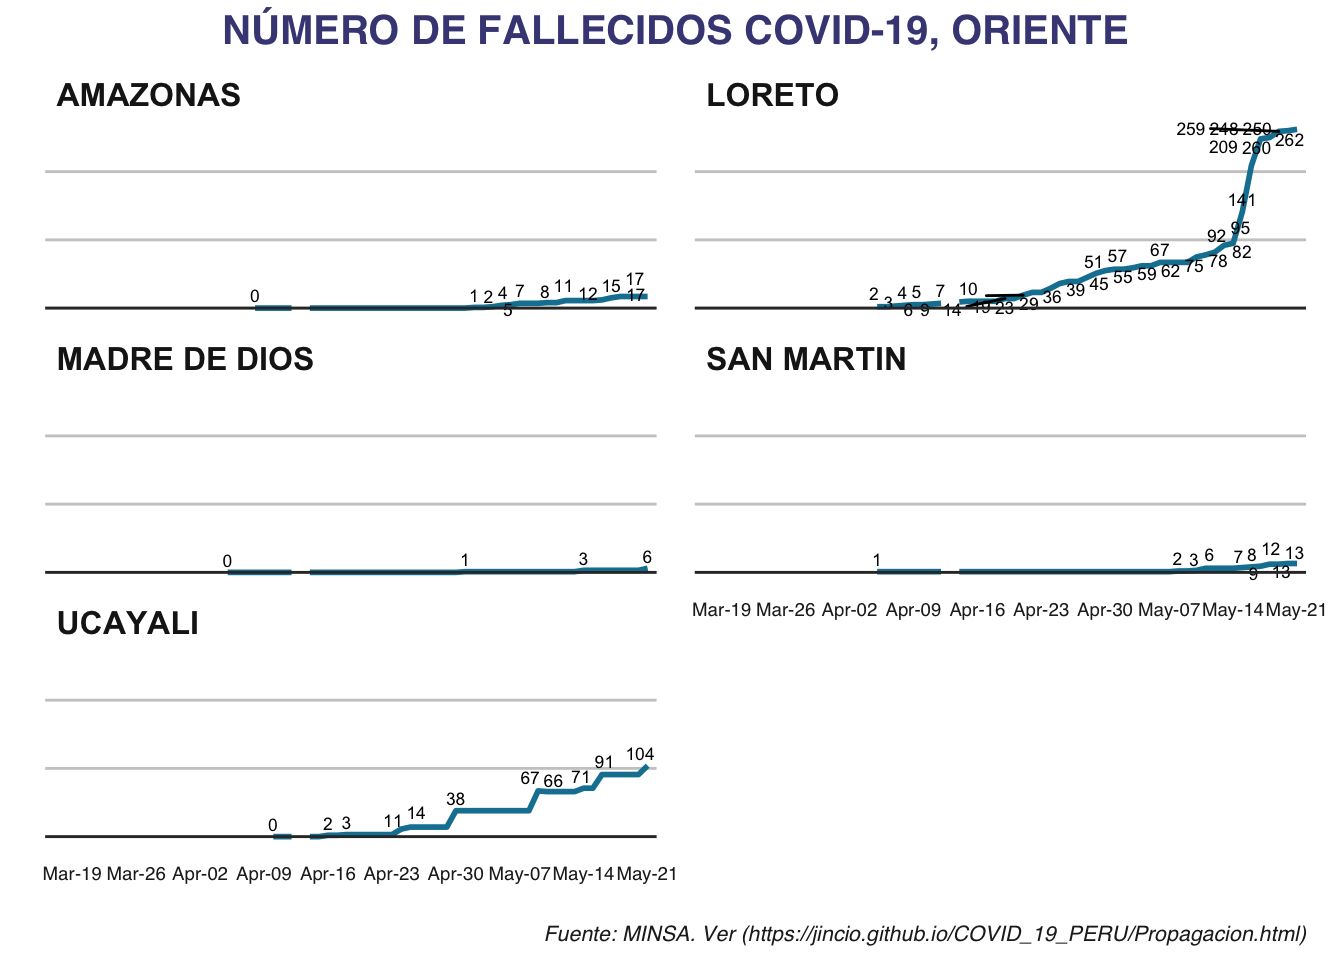 NÚMERO DE FALLECIDOS COVID-19, ORIENTE
AMAZONAS
0 1 2 4 5 7 8 11 12 15 17 17
LORETO
2 3 4 6 5 9 7 14 10 19 23 29 36 39 45 51 55 57 59 67 62 75 78 92 82 95 141 209 248 259 260 250 262
MADRE DE DIOS
0 1 3 6
SAN MARTIN
1 2 3 6 7 8 9 12 13 13
Mar-19 Mar-26 Apr-02 Apr-09 Apr-16 Apr-23 Apr-30 May-07 May-14 May-21
UCAYALI
0 2 3 11 14 38 67 66 71 91 104
Mar-19 Mar-26 Apr-02 Apr-09 Apr-16 Apr-23 Apr-30 May-07 May-14 May-21
Fuente: MINSA. Ver (https://jincio.github.io/COVID_19_PERU/Propagacion.html)